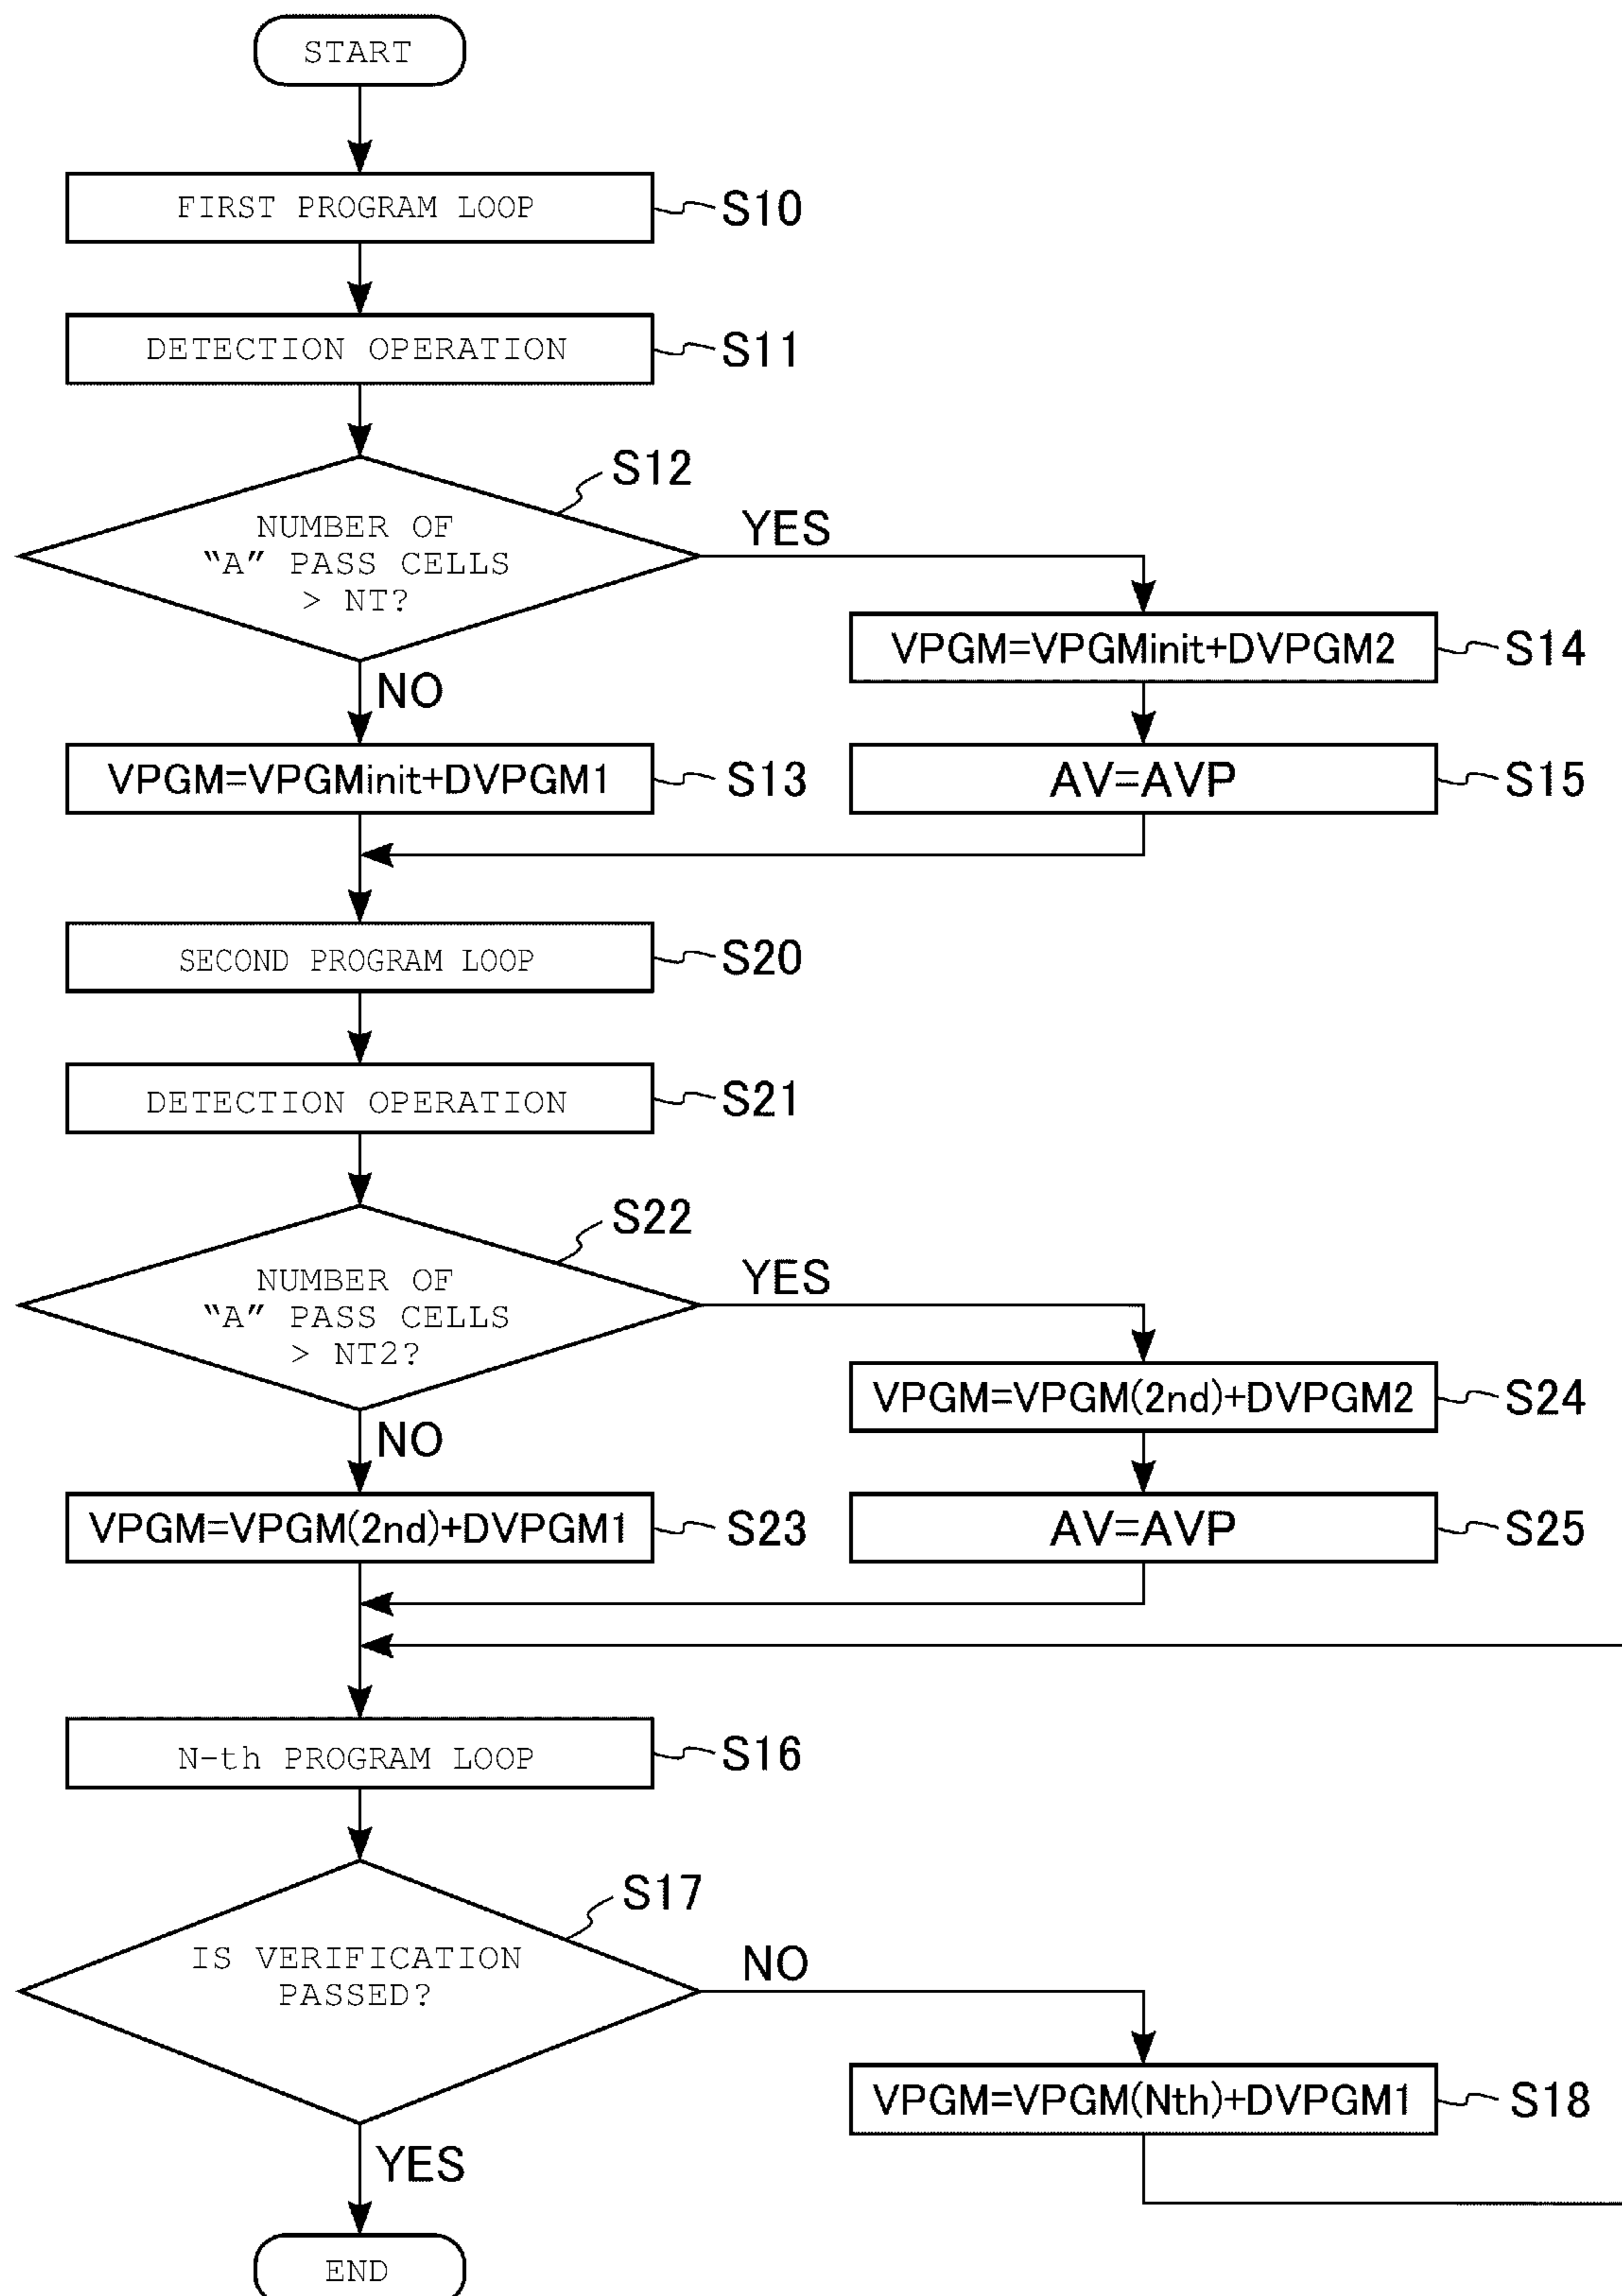 START
FIRST PROGRAM LOOP
S10
DETECTION OPERATION
S11
S12
NUMBER OF
“A” PASS CELLS
> NT?
YES
NO
VPGM=VPGMinit+DVPGM2
S14
VPGM=VPGMinit+DVPGM1
S13
AV=AVP
S15
SECOND PROGRAM LOOP
S20
DETECTION OPERATION
S21
S22
NUMBER OF
“A” PASS CELLS
> NT2?
YES
NO
VPGM=VPGM(2nd)+DVPGM2
S24
VPGM=VPGM(2nd)+DVPGM1
S23
AV=AVP
S25
N-th PROGRAM LOOP
S16
S17
IS VERIFICATION
PASSED?
NO
VPGM=VPGM(Nth)+DVPGM1
S18
YES
END